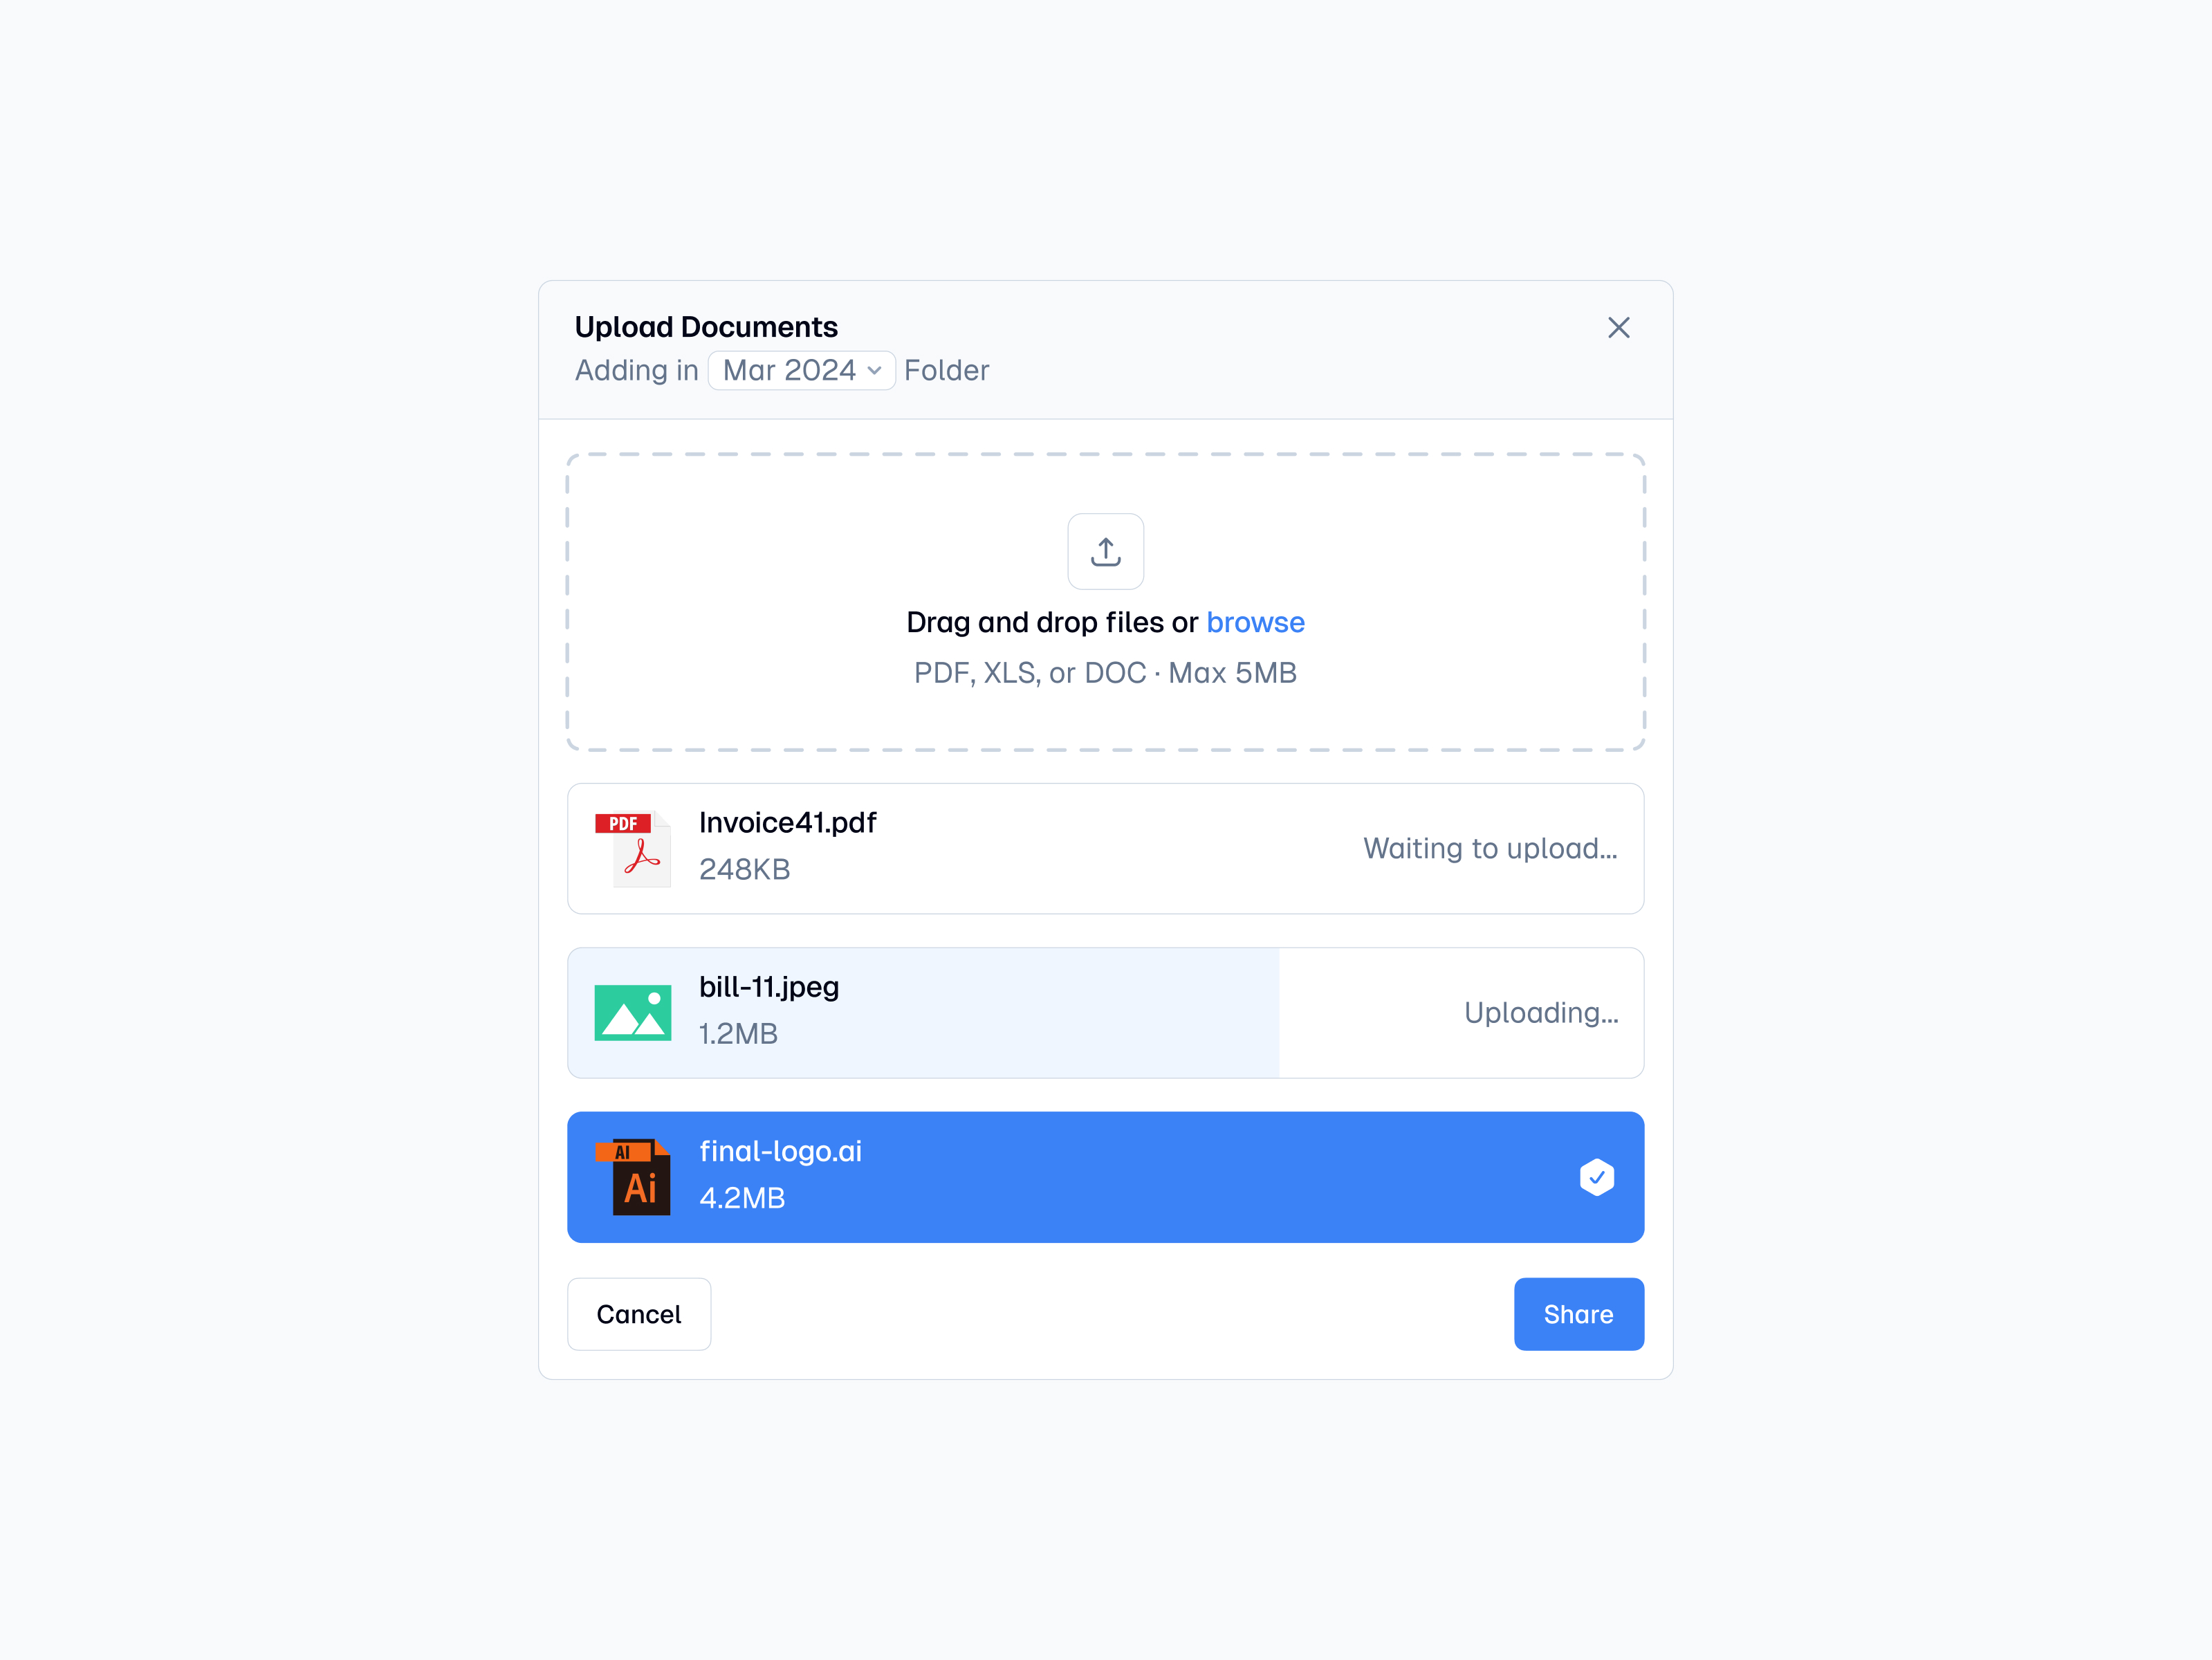 Upload Documents
Adding in Mar 2024 Folder
Drag and drop files or browse
PDF, XLS, or DOC · Max 5MB
PDF
Invoice41.pdf
248KB
Waiting to upload...
bill-11.jpeg
1.2MB
Uploading...
AI
Ai
final-logo.ai
4.2MB
Cancel
Share